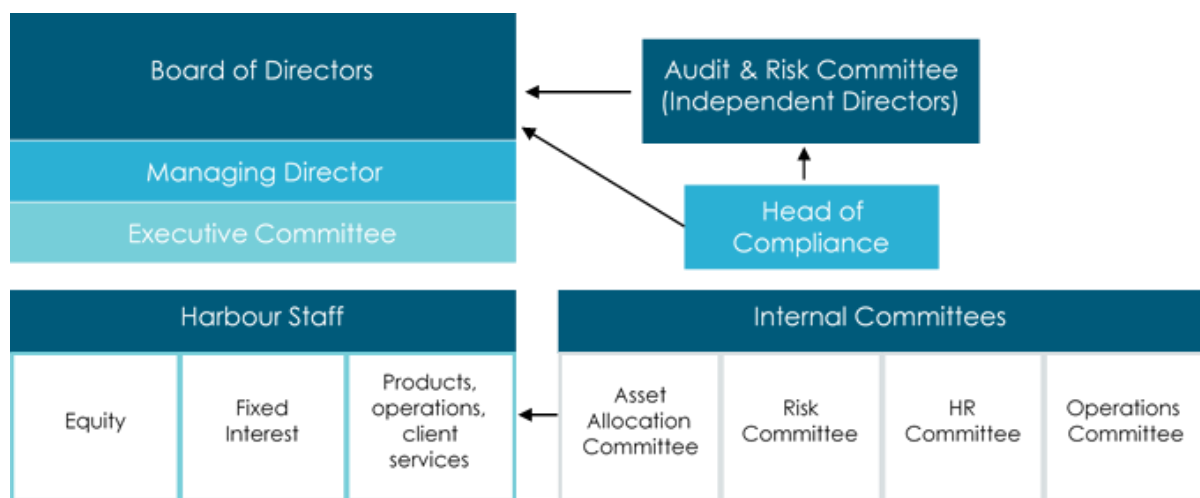 Board of Directors
Audit & Risk Committee
(Independent Directors)
Managing Director
Head of
Compliance
Executive Committee
Harbour Staff
Equity
Fixed
Interest
Products,
operations,
client
services
Internal Committees
Asset
Allocation
Committee
Risk
Committee
HR
Committee
Operations
Committee